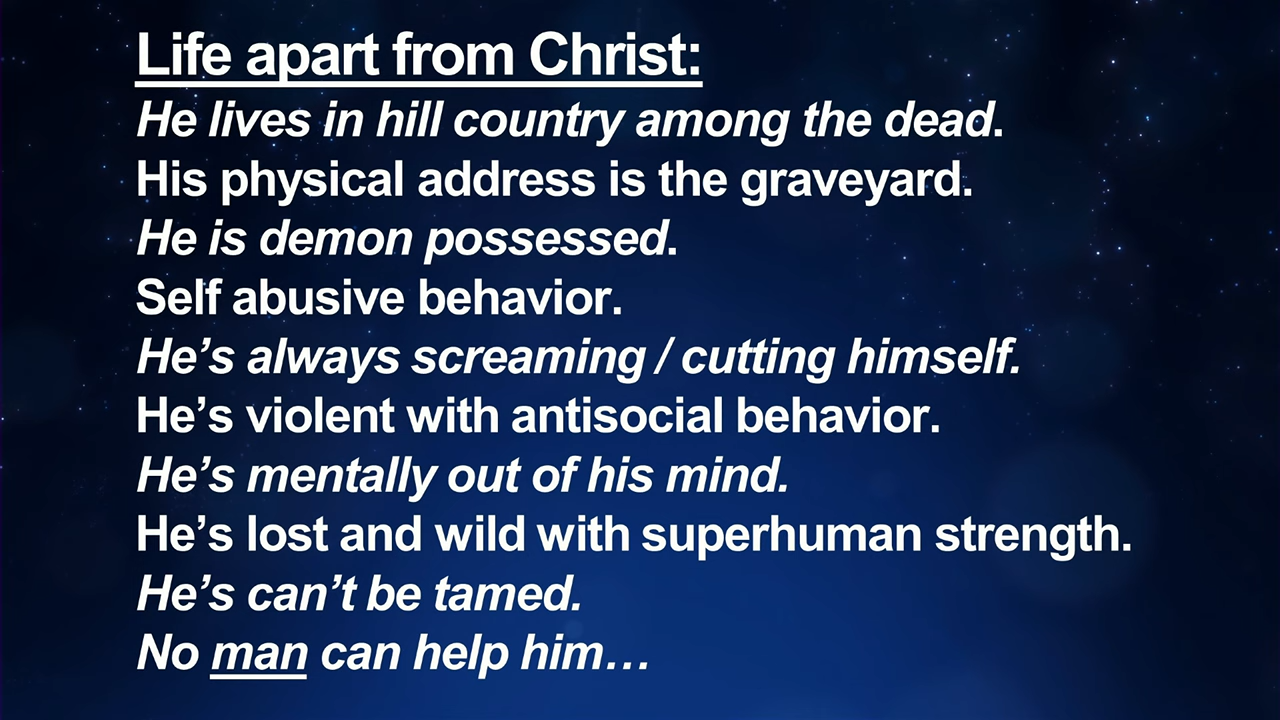 Life apart from Christ:
He lives in hill country among the dead.
His physical address is the graveyard.
He is demon possessed.
Self abusive behavior.
He’s always screaming / cutting himself.
He’s violent with antisocial behavior.
He’s mentally out of his mind.
He’s lost and wild with superhuman strength.
He’s can’t be tamed.
No man can help him…